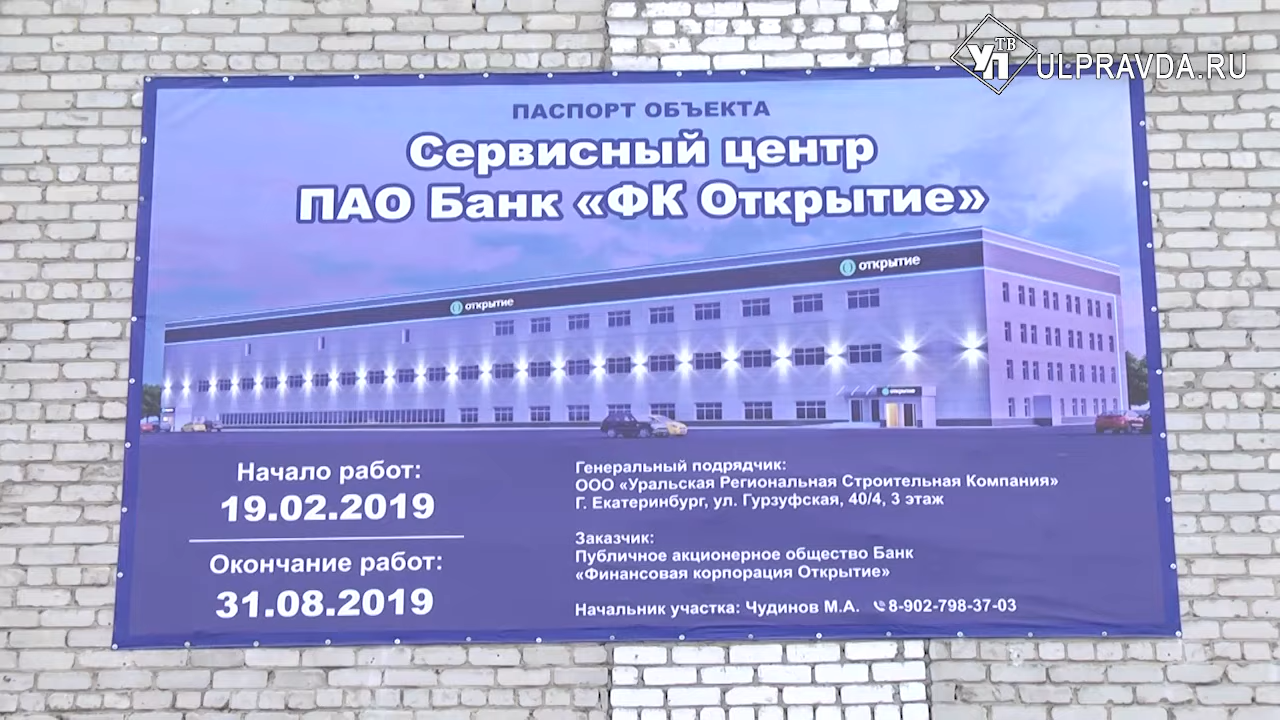 УП ТВ ULPRAVDA.RU
ПАСПОРТ ОБЪЕКТА
Сервисный центр
ПАО Банк «ФК Открытие»
открытие
открытие
открытие
Начало работ:
19.02.2019
Окончание работ:
31.08.2019
Генеральный подрядчик:
ООО «Уральская Региональная Строительная Компания»
Г. Екатеринбург, ул. Гурзуфская, 40/4, 3 этаж
Заказчик:
Публичное акционерное общество Банк
«Финансовая корпорация Открытие»
Начальник участка: Чудинов М.А. 8-902-798-37-03